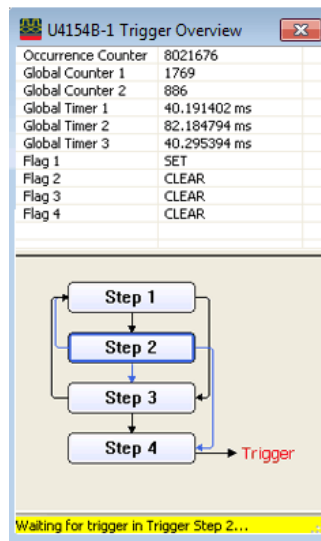 U4154B-1 Trigger Overview
Occurrence Counter 8021676
Global Counter 1 1769
Global Counter 2 886
Global Timer 1 40.191402 ms
Global Timer 2 82.184794 ms
Global Timer 3 40.295394 ms
Flag 1 SET
Flag 2 CLEAR
Flag 3 CLEAR
Flag 4 CLEAR
Step 1
Step 2
Step 3
Step 4
Trigger
Waiting for trigger in Trigger Step 2...